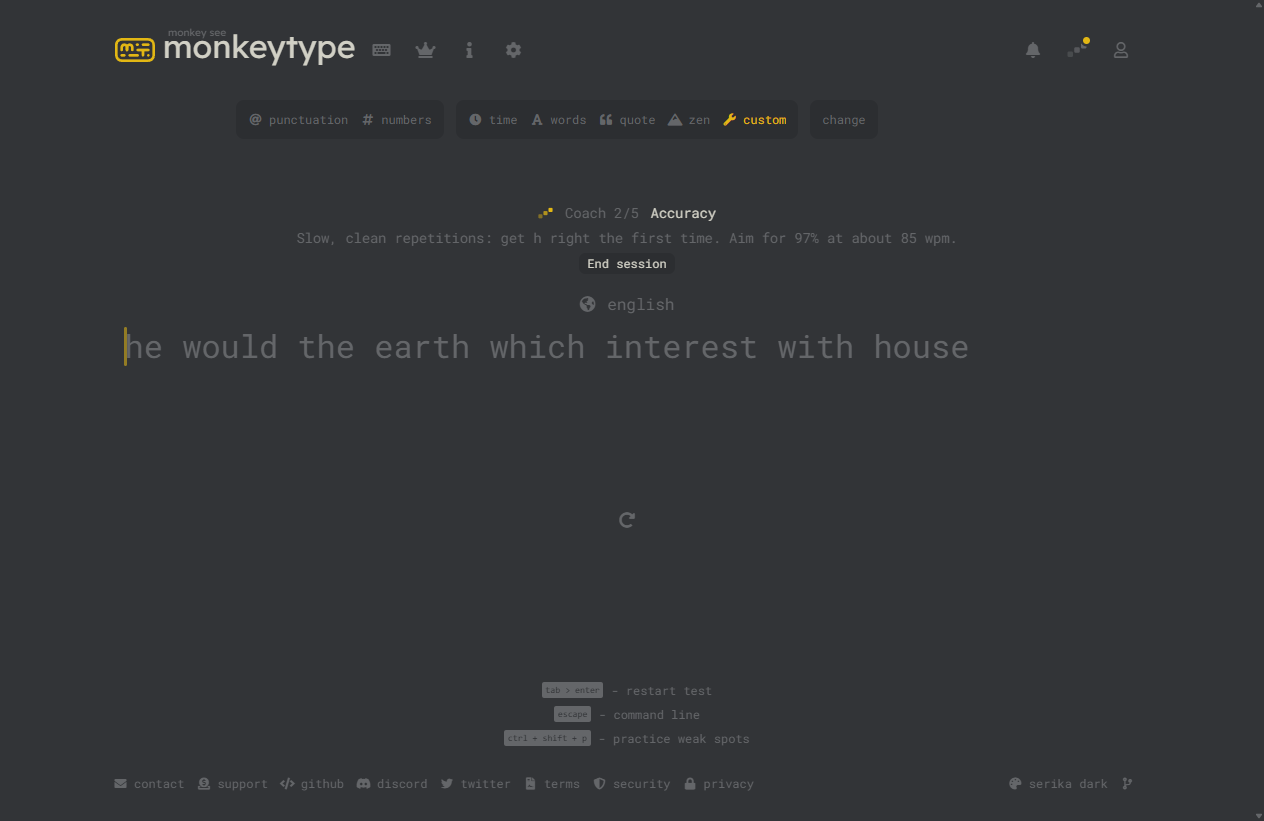 monkey see
monkeytype
punctuation numbers time words quote zen custom change
Coach 2/5 Accuracy
Slow, clean repetitions: get h right the first time. Aim for 97% at about 85 wpm.
End session
english
he would the earth which interest with house
tab > enter - restart test
escape - command line
ctrl + shift + p - practice weak spots
contact support github discord twitter terms security privacy serika dark